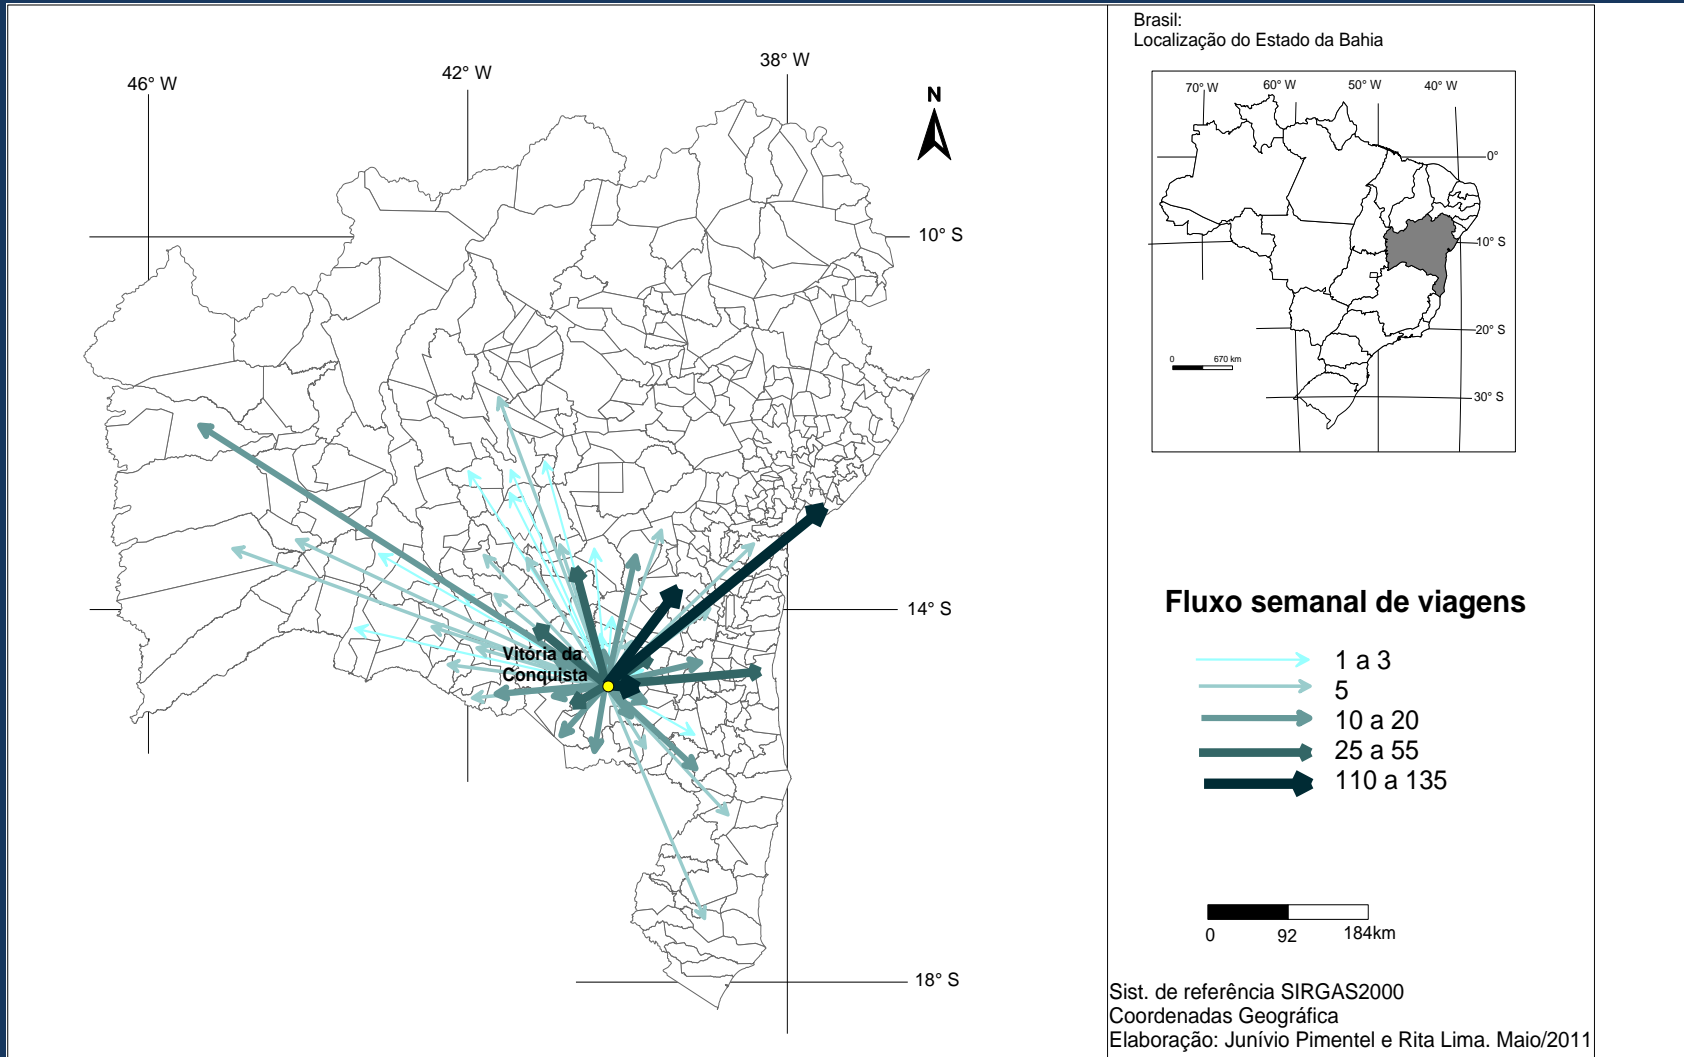 46° W
42° W
38° W
N
10° S
14° S
18° S
Vitória da
Conquista
Brasil:
Localização do Estado da Bahia
70° W
60° W
50° W
40° W
0°
10° S
20° S
30° S
0
670 km
Fluxo semanal de viagens
1 a 3
5
10 a 20
25 a 55
110 a 135
0
92
184km
Sist. de referência SIRGAS2000
Coordenadas Geográfica
Elaboração: Junívio Pimentel e Rita Lima. Maio/2011